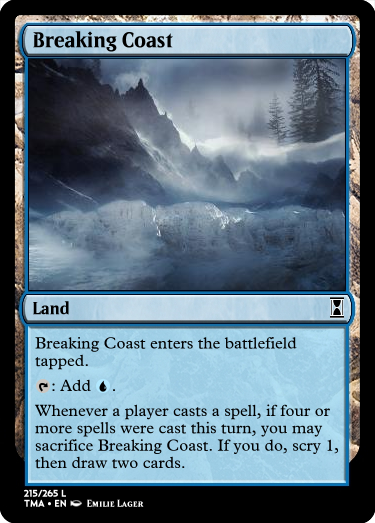 Breaking Coast
Land
Breaking Coast enters the battlefield
tapped.
: Add .
Whenever a player casts a spell, if four or
more spells were cast this turn, you may
sacrifice Breaking Coast. If you do, scry 1,
then draw two cards.
215/265 L
TMA • EN Emilie Lager